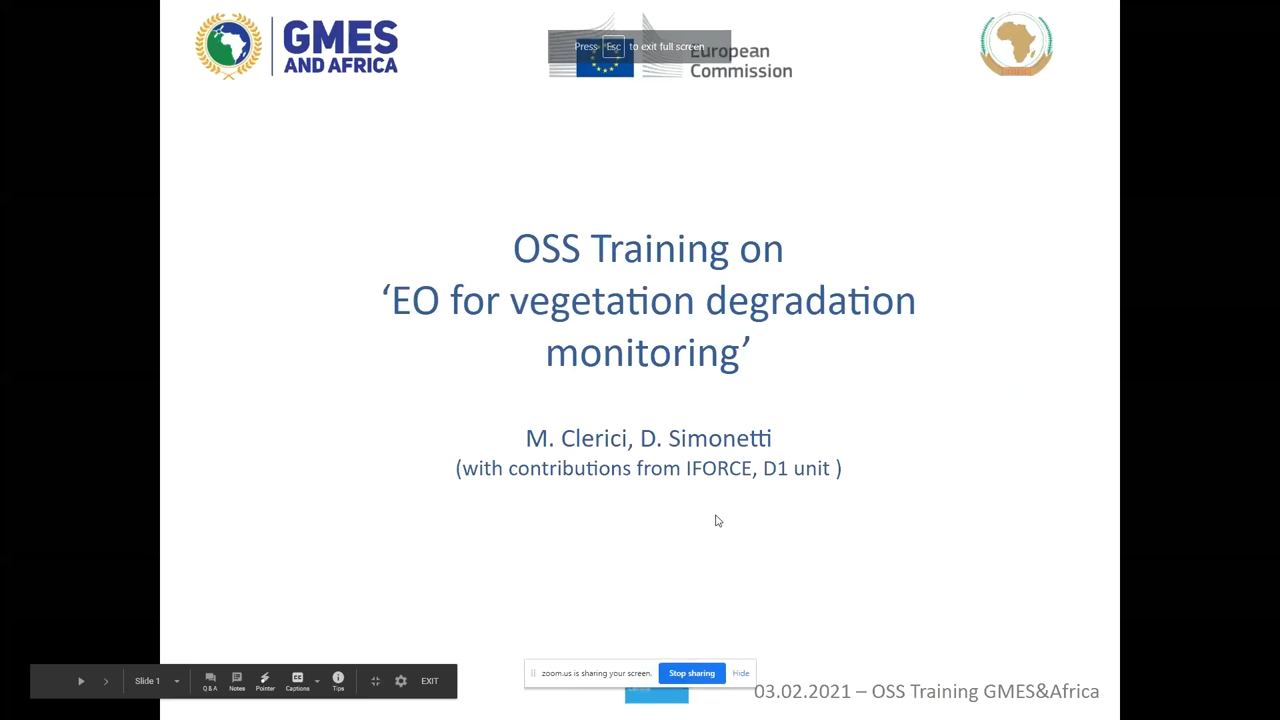 GMES
AND AFRICA
Press Esc to exit full screen
European
Commission
OSS Training on
‘EO for vegetation degradation
monitoring’
M. Clerici, D. Simonetti
(with contributions from IFORCE, D1 unit )
zoom.us is sharing your screen.
Stop sharing
Hide
Slide 1
Q&A
Notes
Pointer
Captions
Tips
EXIT
03.02.2021 – OSS Training GMES&Africa